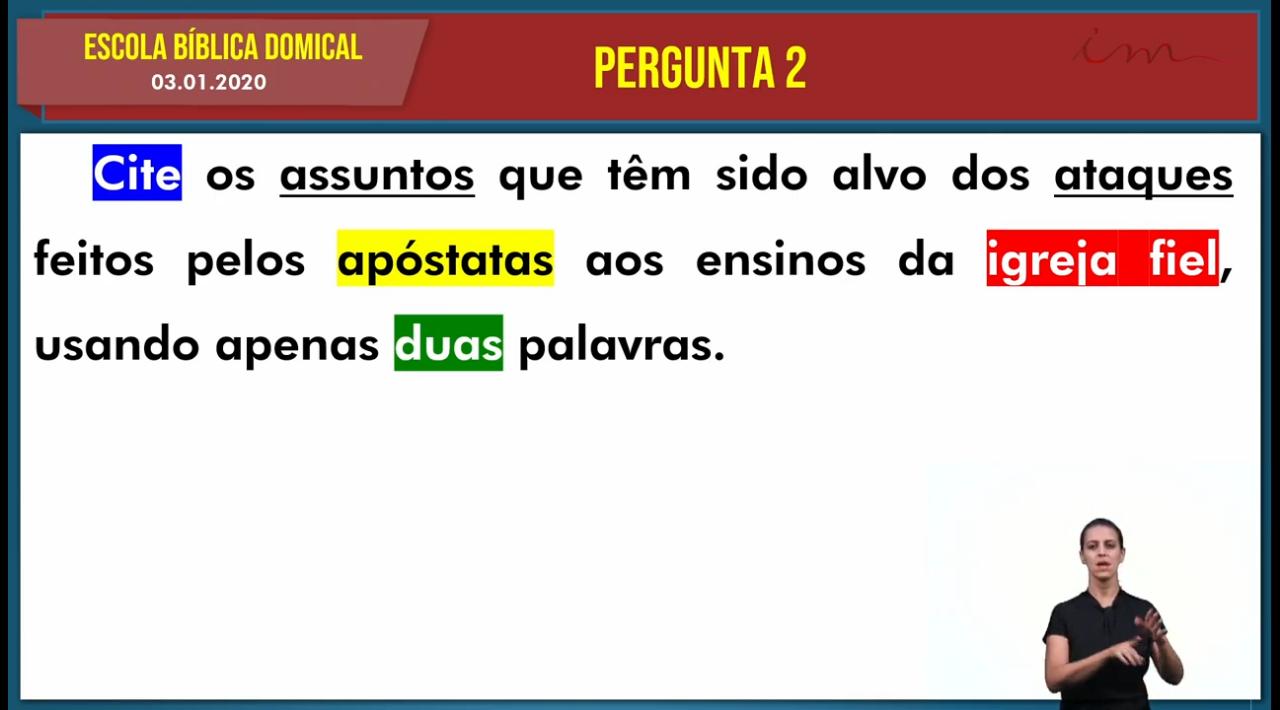 ESCOLA BÍBLICA DOMICAL
03.01.2020
PERGUNTA 2
im
Cite os assuntos que têm sido alvo dos ataques
feitos pelos apóstatas aos ensinos da igreja fiel,
usando apenas duas palavras.